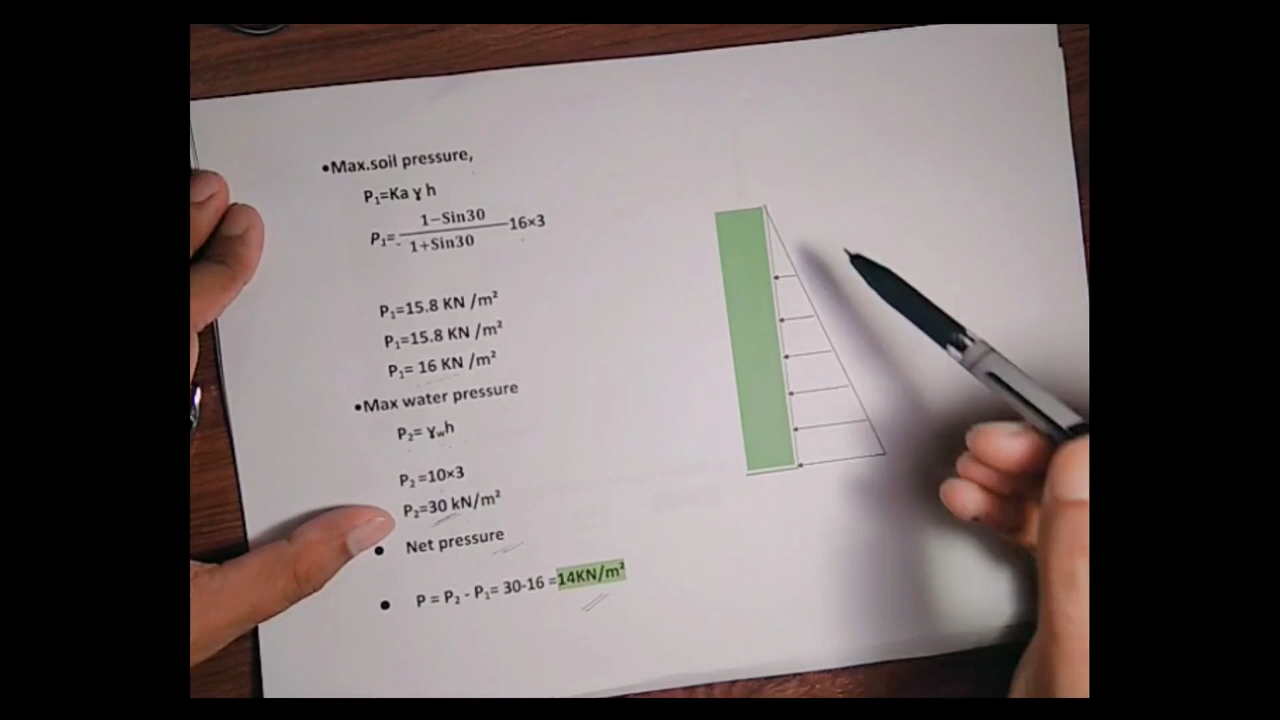 •Max.soil pressure,
P₁=Ka ɣ h
P₁= 1−Sin30 / 1+Sin30 16×3
P₁=15.8 KN /m²
P₁=15.8 KN /m²
P₁= 16 KN /m²
•Max water pressure
P₂= ɣwh
P₂ =10×3
P₂=30 kN/m²
• Net pressure
• P = P₂ - P₁= 30-16 =14KN/m²